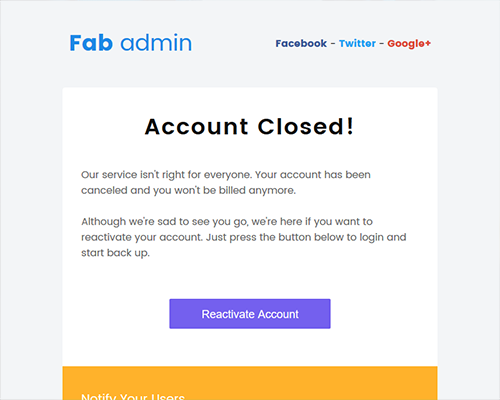 Fab admin
Facebook - Twitter - Google+
Account Closed!
Our service isn't right for everyone. Your account has been
canceled and you won't be billed anymore.
Although we're sad to see you go, we're here if you want to
reactivate your account. Just press the button below to login and
start back up.
Reactivate Account
Notify Your Users